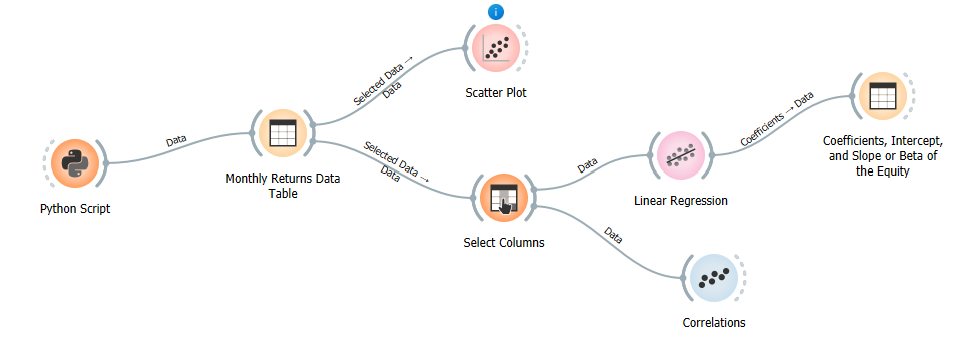 i
Selected Data →
Data
Scatter Plot
Data
Monthly Returns Data
Table
Python Script
Selected Data →
Data
Select Columns
Data
Linear Regression
Coefficients → Data
Coefficients, Intercept,
and Slope or Beta of
the Equity
Data
Correlations